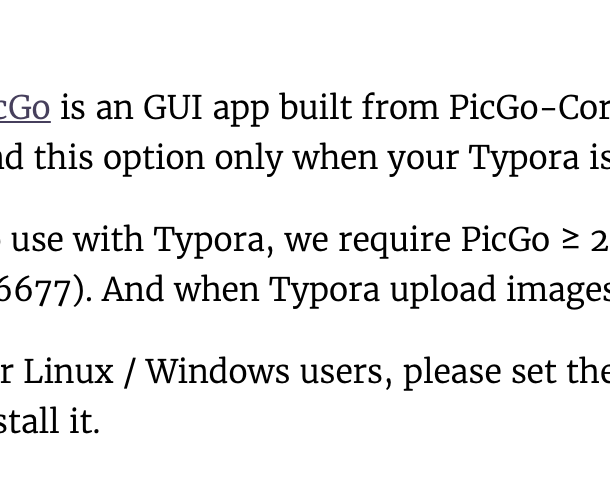 cGo is an GUI app built from PicGo-Cor
nd this option only when your Typora is
use with Typora, we require PicGo ≥ 2
6677). And when Typora upload images
r Linux / Windows users, please set the
stall it.